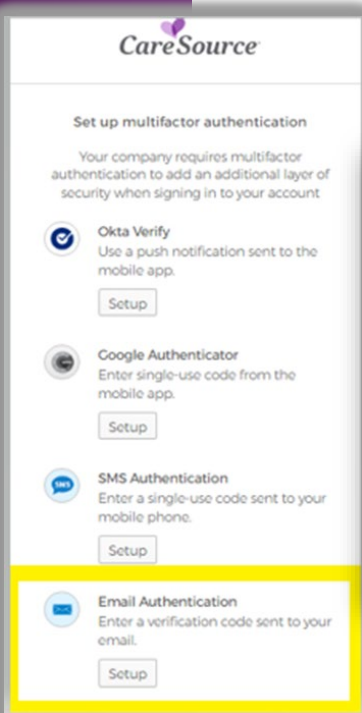 CareSource
Set up multifactor authentication
Your company requires multifactor
authentication to add an additional layer of
security when signing in to your account
Okta Verify
Use a push notification sent to the
mobile app.
Setup
Google Authenticator
Enter single-use code from the
mobile app.
Setup
SMS
SMS Authentication
Enter a single-use code sent to your
mobile phone.
Setup
Email Authentication
Enter a verification code sent to your
email.
Setup